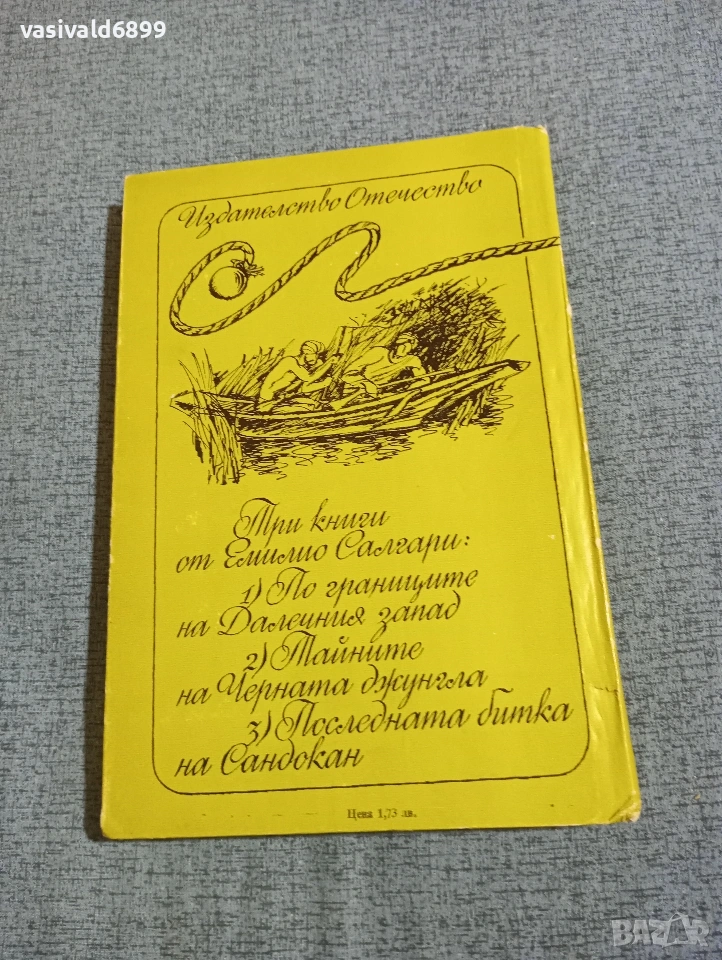 vasivald6899
Издателство Отечество
Три книги
от Емилио Салгари:
1) По границите
на Далечния запад
2) Тайните
на Черната джунгла
3) Последната битка
на Сандокан
Цена 1,73 лв.
BAZAR